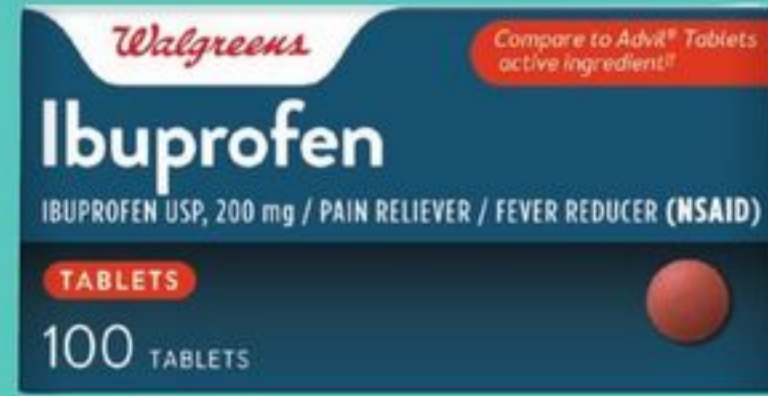 Walgreens
Compare to Advil® Tablets
active ingredient††
Ibuprofen
IBUPROFEN USP, 200 mg / PAIN RELIEVER / FEVER REDUCER (NSAID)
TABLETS
100 TABLETS